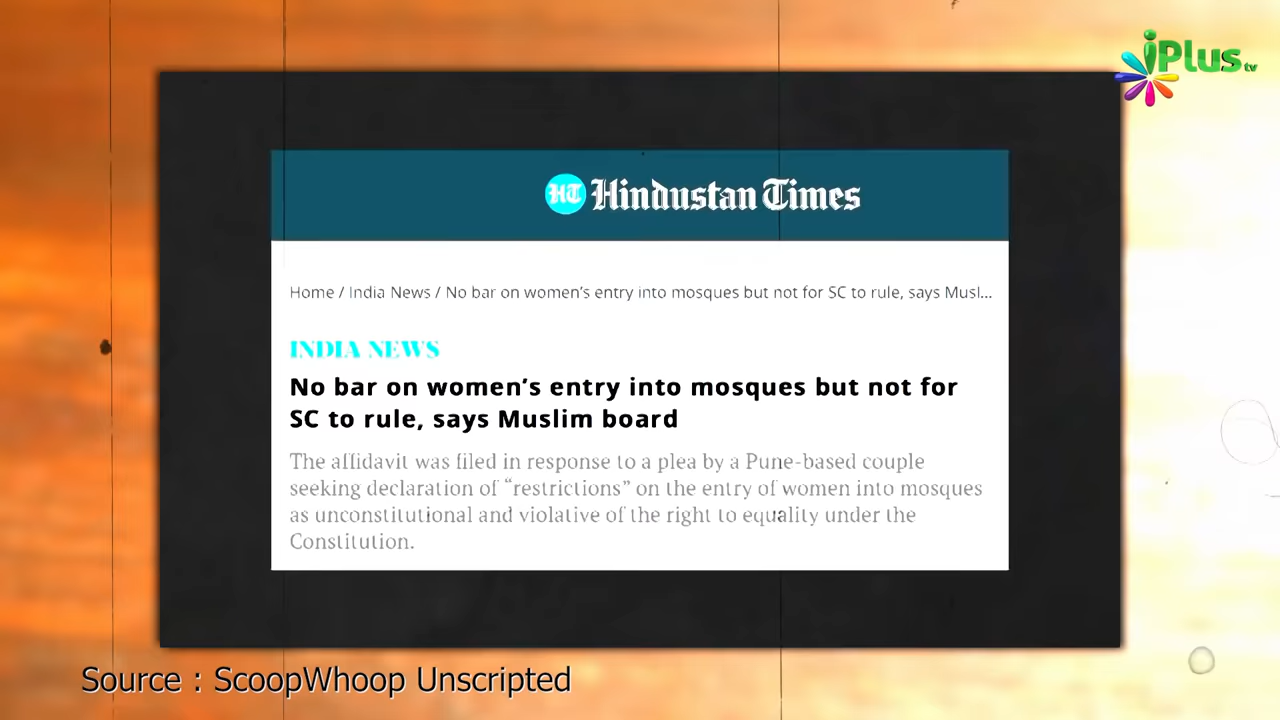 iPlus tv
HT Hindustan Times
Home / India News / No bar on women’s entry into mosques but not for SC to rule, says Musl...
INDIA NEWS
No bar on women’s entry into mosques but not for
SC to rule, says Muslim board
The affidavit was filed in response to a plea by a Pune-based couple
seeking declaration of “restrictions” on the entry of women into mosques
as unconstitutional and violative of the right to equality under the
Constitution.
Source : ScoopWhoop Unscripted